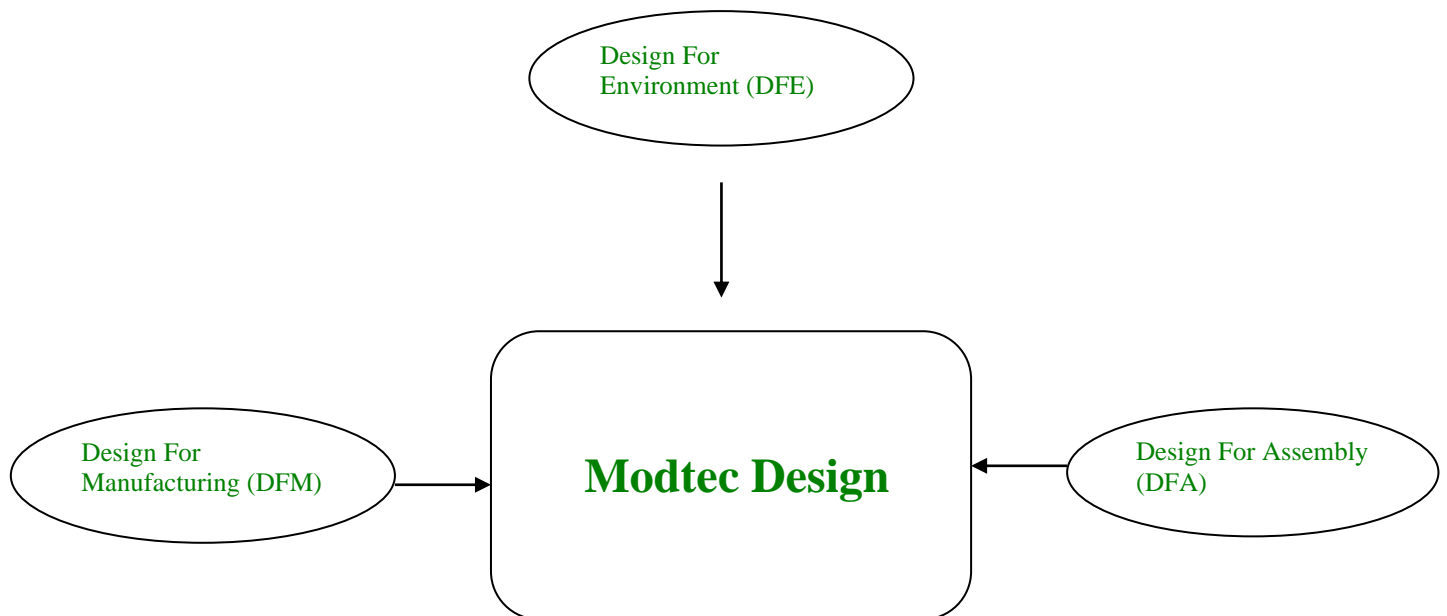 Design For
Environment (DFE)
Design For
Manufacturing (DFM)
Modtec Design
Design For Assembly
(DFA)